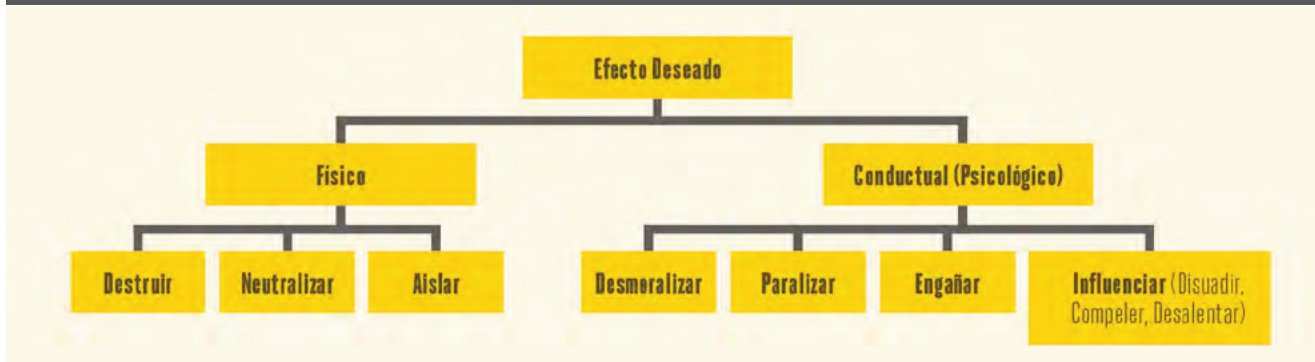 Efecto Deseado
Físico
Conductual (Psicológico)
Destruir
Neutralizar
Aislar
Desmoralizar
Paralizar
Engañar
Influenciar (Disuadir,
Compeler, Desalentar)